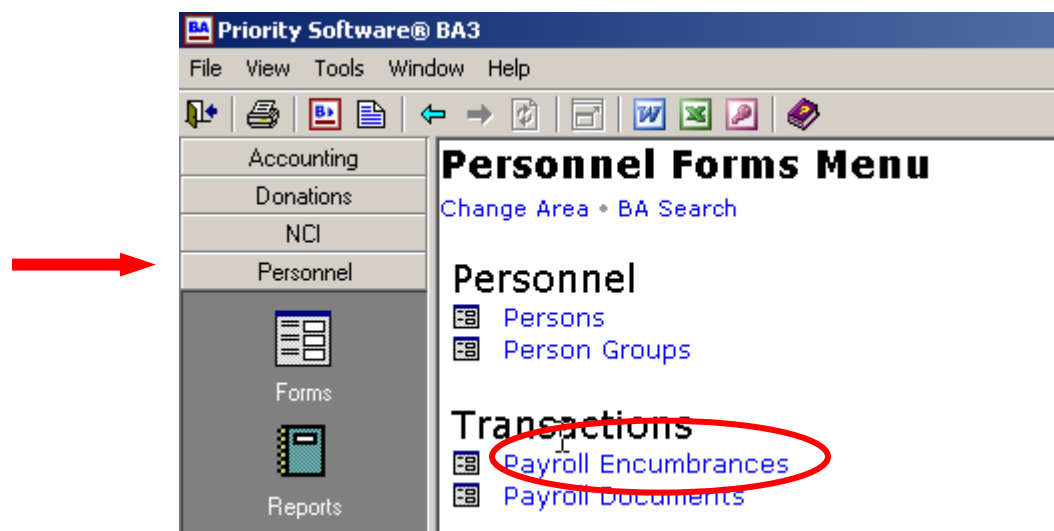 BA Priority Software® BA3
File View Tools Window Help
Accounting
Donations
NCI
Personnel
Forms
Reports
Personnel Forms Menu
Change Area • BA Search
Personnel
Persons
Person Groups
Transactions
Payroll Encumbrances
Payroll Documents